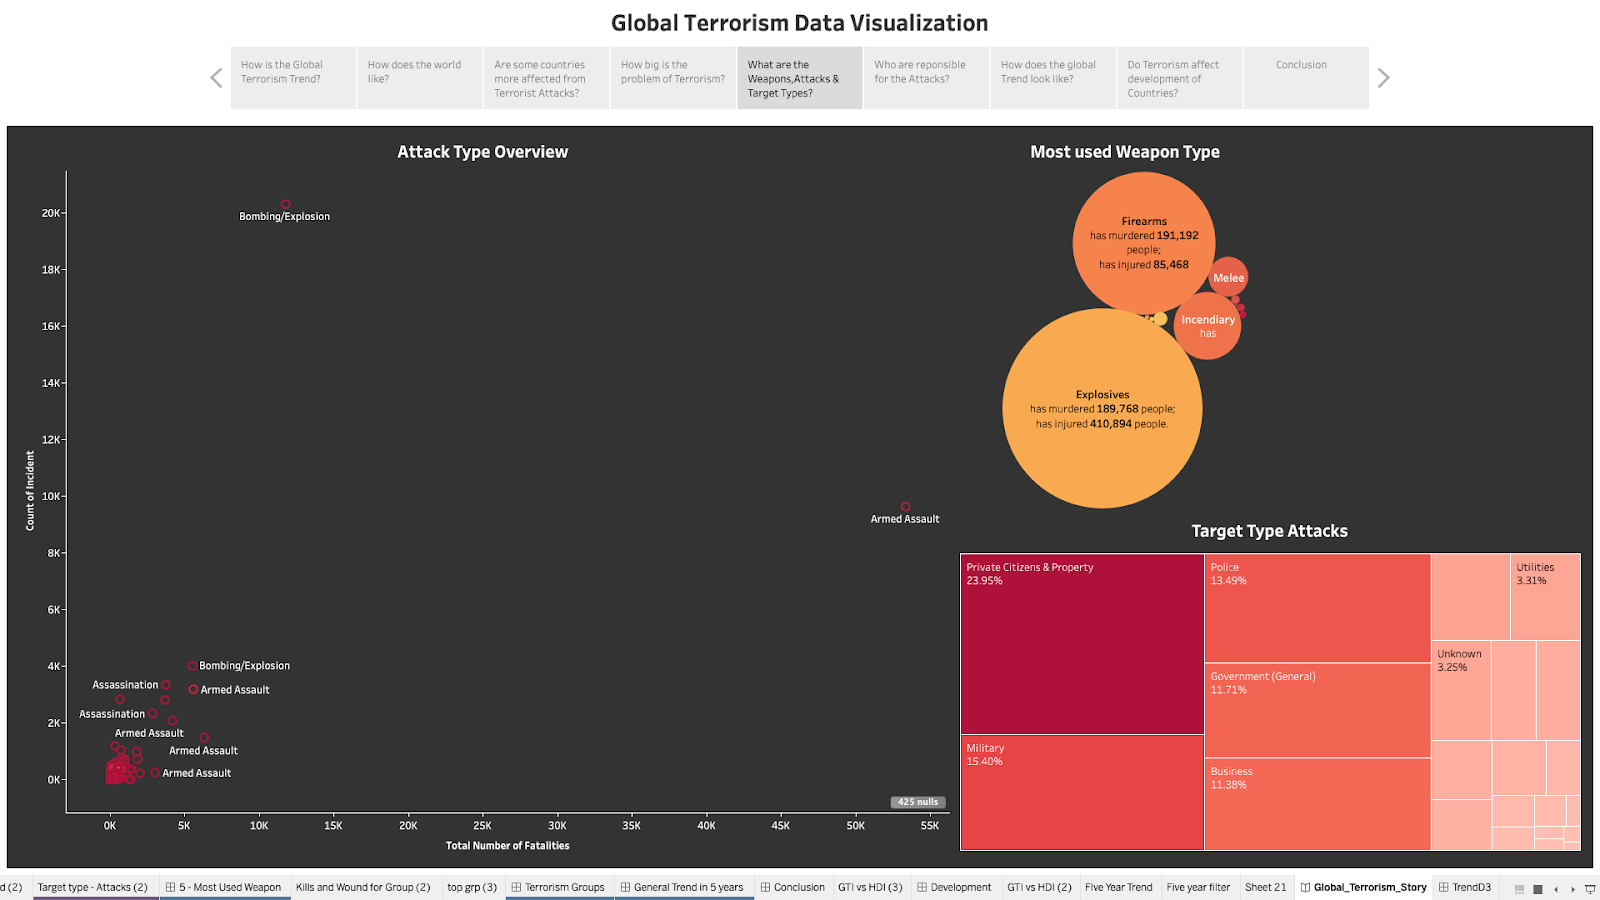 Global Terrorism Data Visualization
How is the Global
Terrorism Trend?
How does the world
like?
Are some countries
more affected from
Terrorist Attacks?
How big is the
problem of Terrorism?
What are the
Weapons,Attacks &
Target Types?
Who are reponsible
for the Attacks?
How does the global
Trend look like?
Do Terrorism affect
development of
Countries?
Conclusion
Attack Type Overview
Count of Incident
20K
18K
16K
14K
12K
10K
8K
6K
4K
2K
0K
Bombing/Explosion
Armed Assault
Bombing/Explosion
Assassination
Armed Assault
Assassination
Armed Assault
Armed Assault
Armed Assault
425 nulls
0K
5K
10K
15K
20K
25K
30K
35K
40K
45K
50K
55K
Total Number of Fatalities
Most used Weapon Type
Firearms
has murdered 191,192
people;
has injured 85,468
Melee
Incendiary
has
Explosives
has murdered 189,768 people;
has injured 410,894 people.
Target Type Attacks
Private Citizens & Property
23.95%
Military
15.40%
Police
13.49%
Government (General)
11.71%
Business
11.38%
Utilities
3.31%
Unknown
3.25%
d (2)
Target type - Attacks (2)
5 - Most Used Weapon
Kills and Wound for Group (2)
top grp (3)
Terrorism Groups
General Trend in 5 years
Conclusion
GTI vs HDI (3)
Development
GTI vs HDI (2)
Five Year Trend
Five year filter
Sheet 21
Global_Terrorism_Story
TrendD3